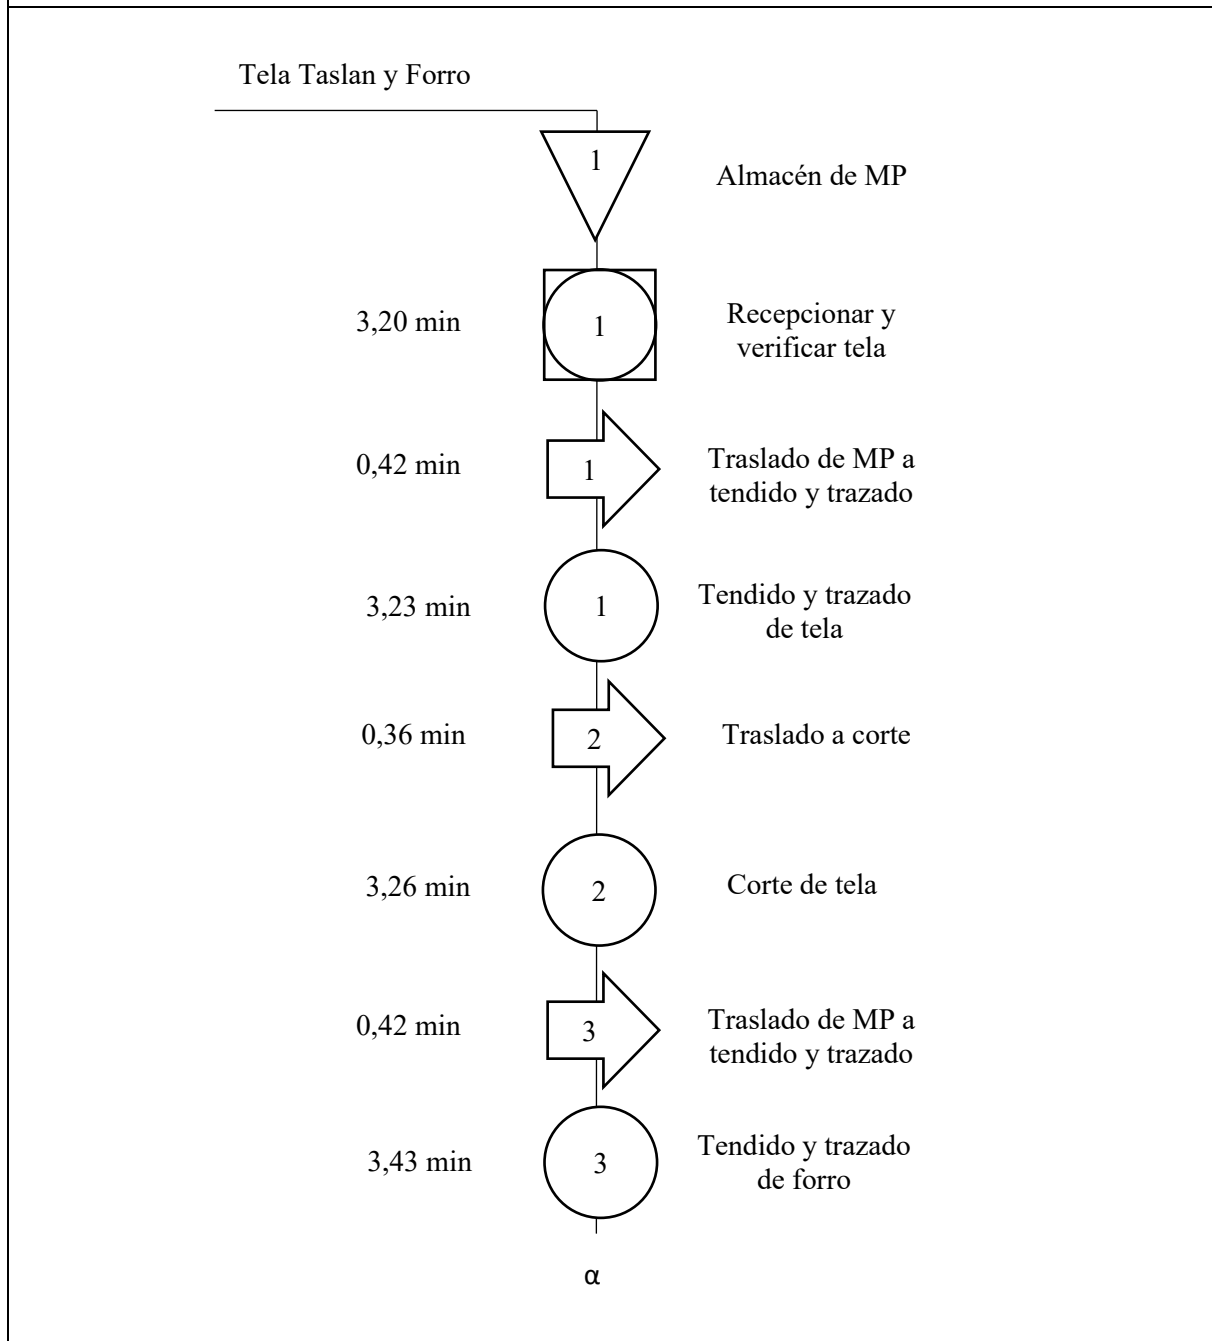 Tela Taslan y Forro
1
Almacén de MP
3,20 min
1
Recepcionar y
verificar tela
0,42 min
1
Traslado de MP a
tendido y trazado
3,23 min
1
Tendido y trazado
de tela
0,36 min
2
Traslado a corte
3,26 min
2
Corte de tela
0,42 min
3
Traslado de MP a
tendido y trazado
3,43 min
3
Tendido y trazado
de forro
α